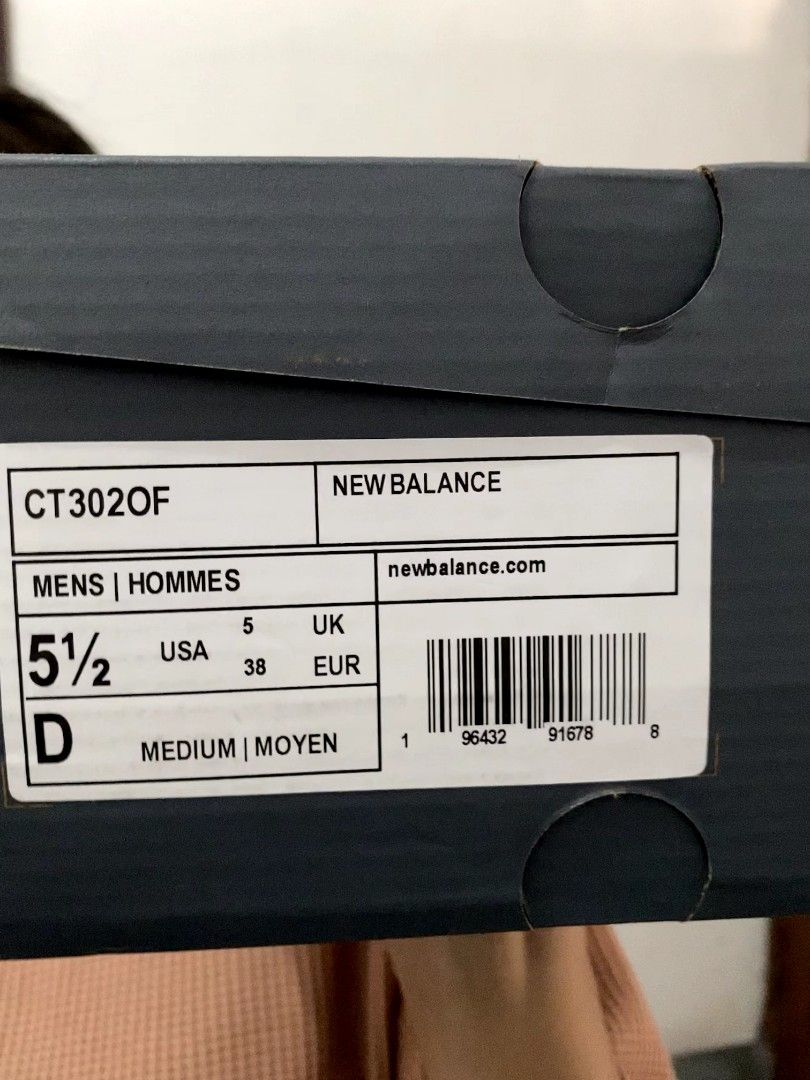 CT302OF
NEW BALANCE
MENS | HOMMES
newbalance.com
5½ USA 5 UK
38 EUR
D MEDIUM | MOYEN
1 96432 91678 8